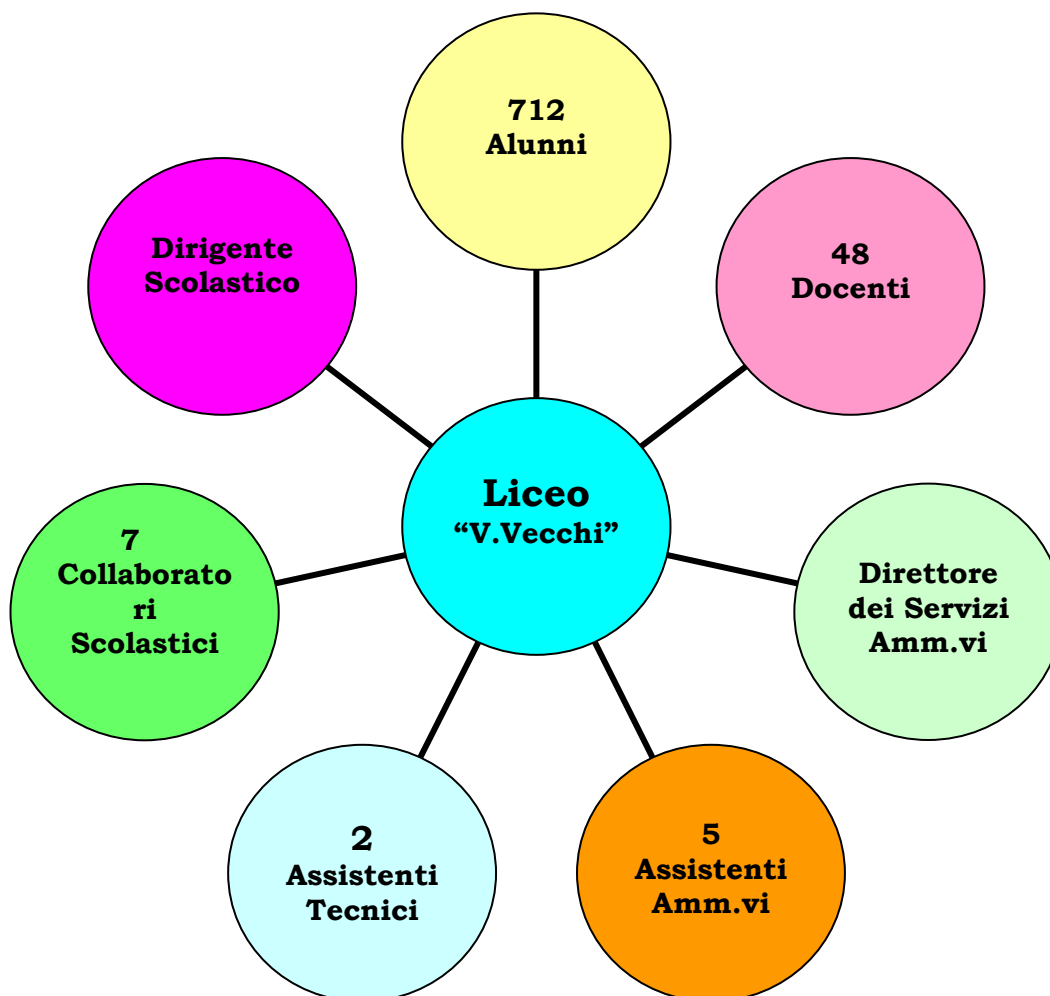 712
Alunni
Dirigente
Scolastico
48
Docenti
Liceo
“V.Vecchi”
7
Collaborato
ri
Scolastici
Direttore
dei Servizi
Amm.vi
2
Assistenti
Tecnici
5
Assistenti
Amm.vi